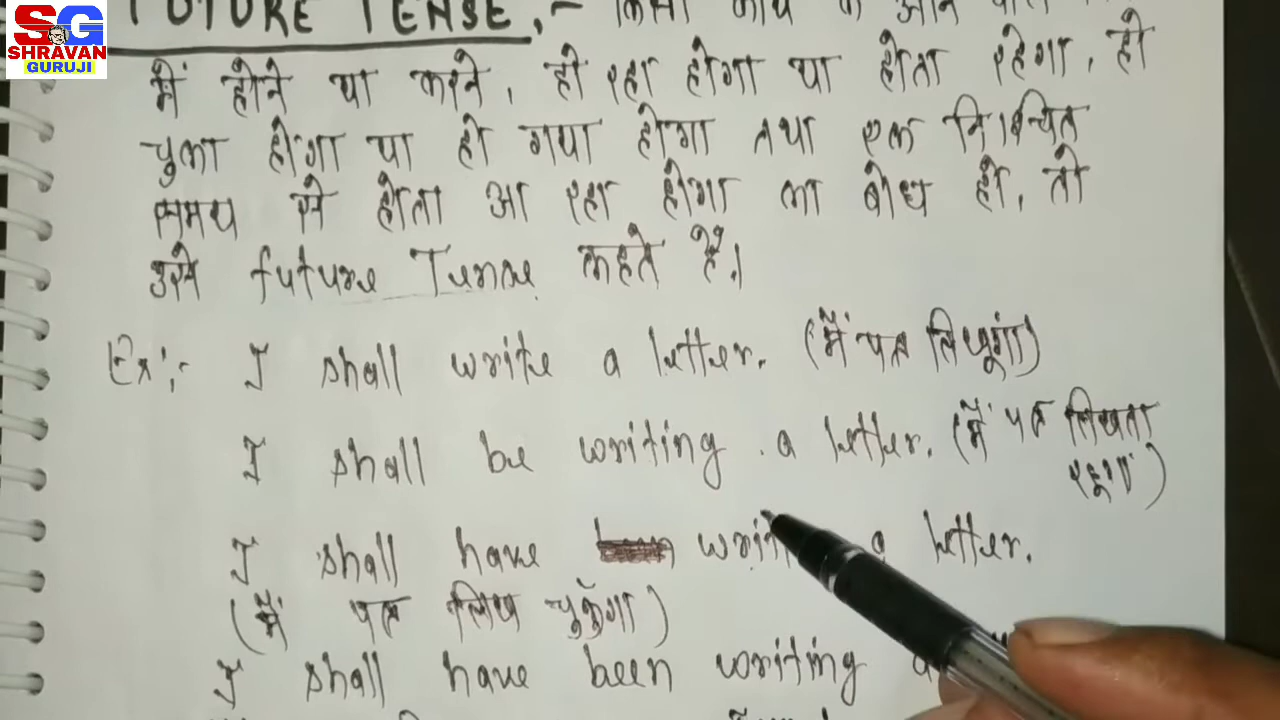 SG
SHRAVAN
GURUJI
FUTURE TENSE :-
में होने या करने, हो रहा होगा या होता रहेगा, हो
चुका होगा या हो गया होगा तथा एक निश्चित
समय से होता आ रहा होगा का बोध हो, तो
उसे future Tense कहते हैं।
Ex:- I shall write a letter. (मैं पत्र लिखूंगा)
I shall be writing a letter. (मैं पत्र लिखता
रहूंगा)
I shall have a letter.
(मैं पत्र लिख चुकुँगा)
I shall have been writing